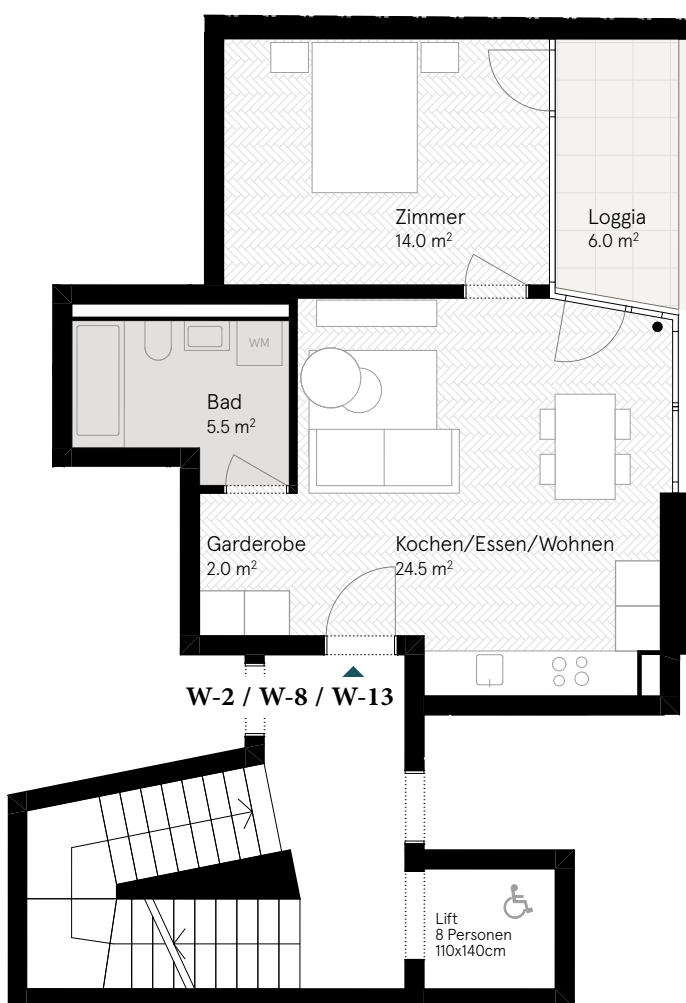 Zimmer
14.0 m²
Loggia
6.0 m²
WM
Bad
5.5 m²
Garderobe
2.0 m²
Kochen/Essen/Wohnen
24.5 m²
W-2 / W-8 / W-13
Lift
8 Personen
110x140cm